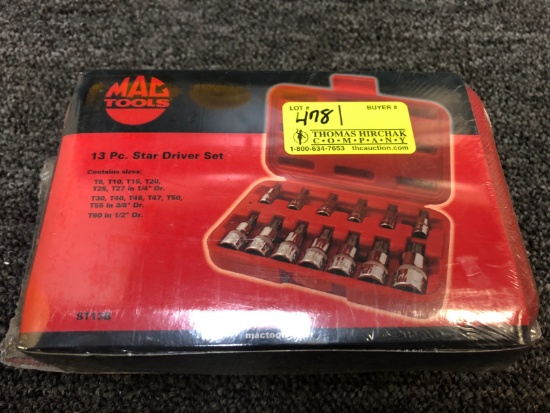 MAC
TOOLS
13 Pc. Star Driver Set
Contains sizes:
T8, T10, T15, T20,
T25, T27 in 1/4" Dr.
T30, T40, T45, T47, T50,
T55 in 3/8" Dr.
T60 in 1/2" Dr.
LOT #
BUYER #
4781
THOMAS HIRCHAK
C•O•M•P•A•N•Y
1-800-634-7653 thcauction.com
MAC